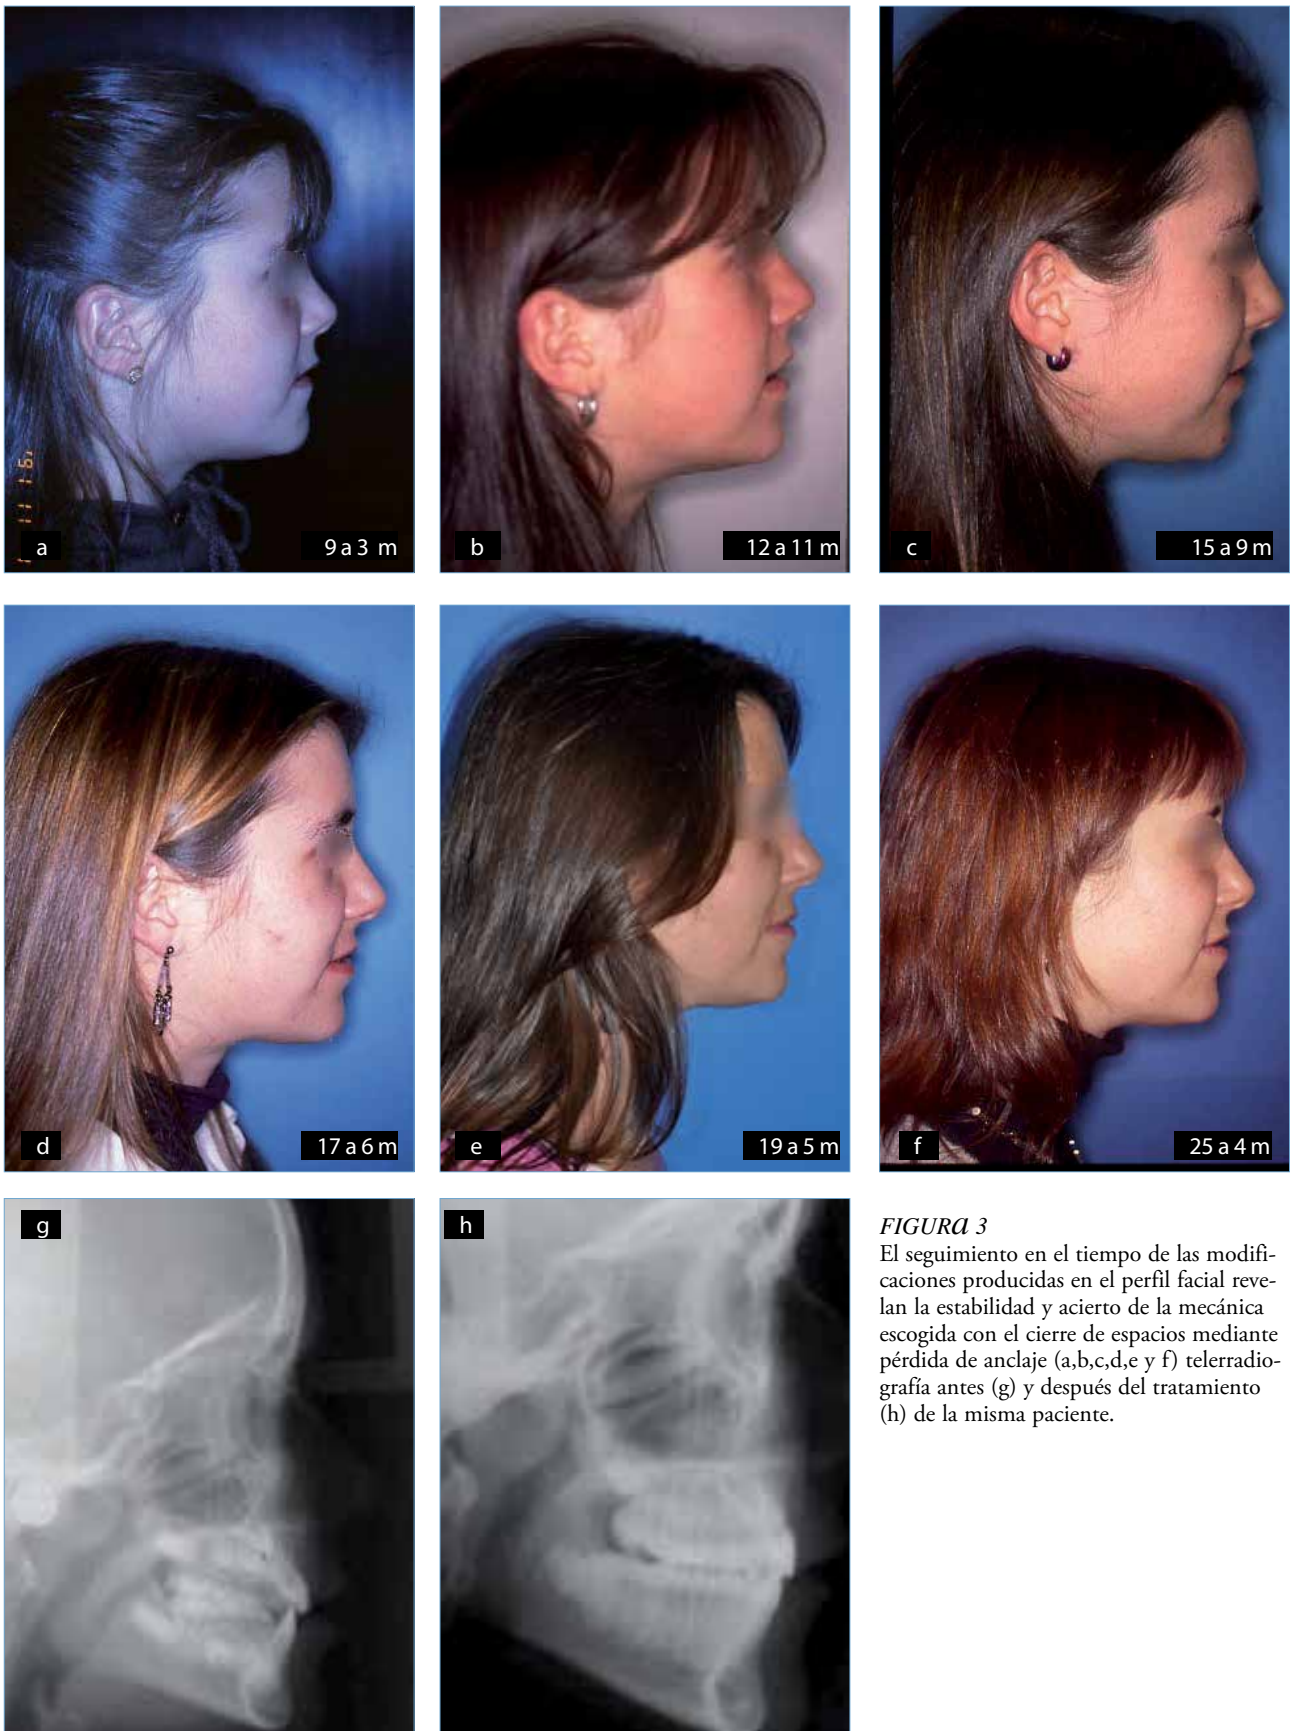 a
9 a 3 m
b
12 a 11 m
c
15 a 9 m
d
17 a 6 m
e
19 a 5 m
f
25 a 4 m
g
h
FIGURa 3
El seguimiento en el tiempo de las modifi-
caciones producidas en el perfil facial reve-
lan la estabilidad y acierto de la mecánica
escogida con el cierre de espacios mediante
pérdida de anclaje (a,b,c,d,e y f) telerradio-
grafía antes (g) y después del tratamiento
(h) de la misma paciente.